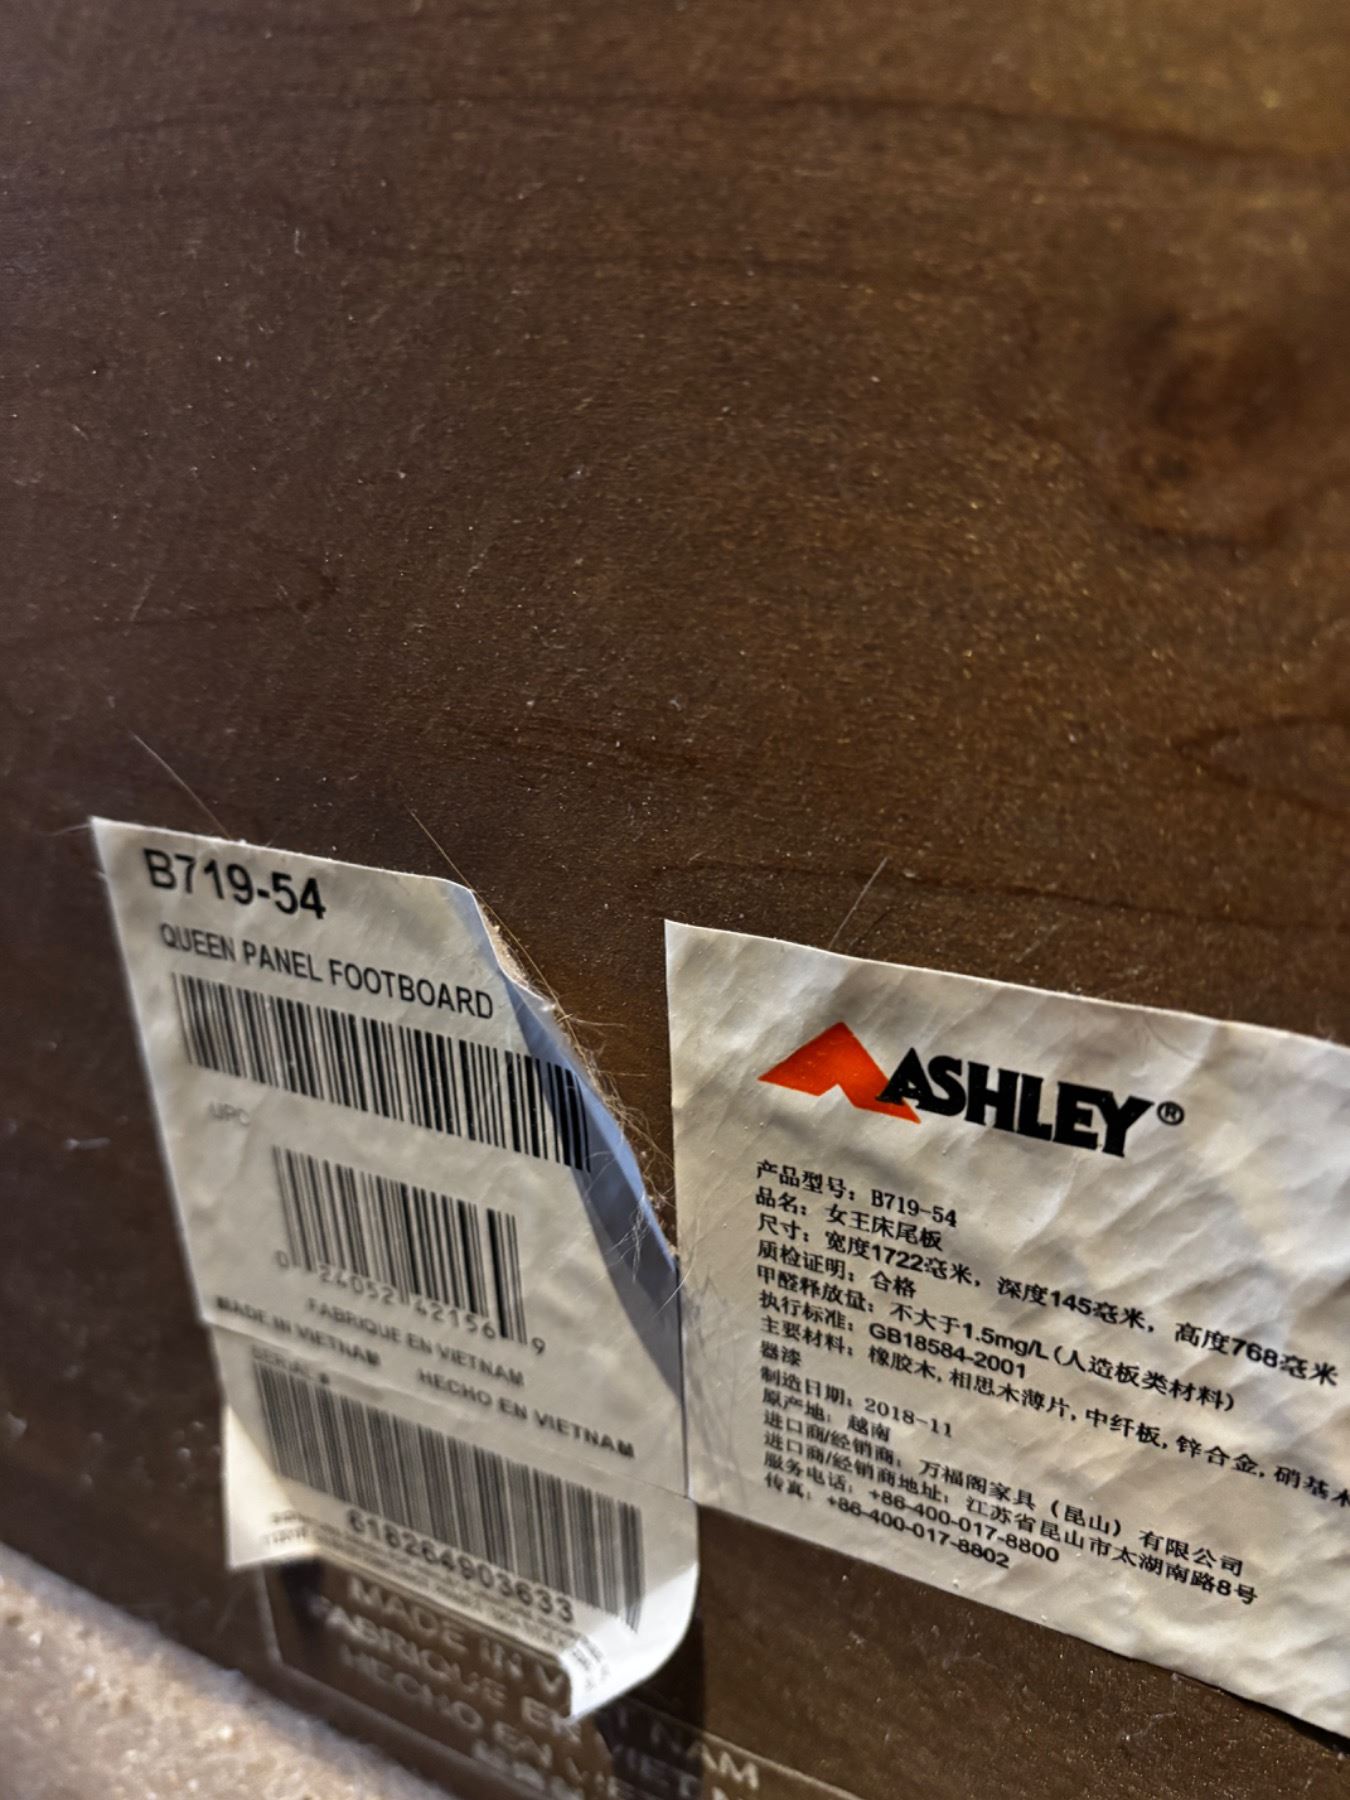 B719-54
QUEEN PANEL FOOTBOARD
UPC
0 24052 42156 9
FABRIQUE EN VIETNAM
MADE IN VIETNAM
HECHO EN VIETNAM
SERIAL #
618264903633
MADE IN V
FABRIQUE EN VIETNAM
HECHO EN VIET
ASHLEY®
产品型号：B719-54
品名：女王床尾板
尺寸：宽度1722毫米，深度145毫米，高度768毫米
质检证明：合格
甲醛释放量：不大于1.5mg/L(人造板类材料)
执行标准：GB18584-2001
主要材料：橡胶木,相思木薄片,中纤板,锌合金,硝基木
器漆
制造日期：2018-11
原产地：越南
进口商/经销商：万福阁家具（昆山）有限公司
进口商/经销商地址：江苏省昆山市太湖南路8号
服务电话：+86-400-017-8800
传真：+86-400-017-8802